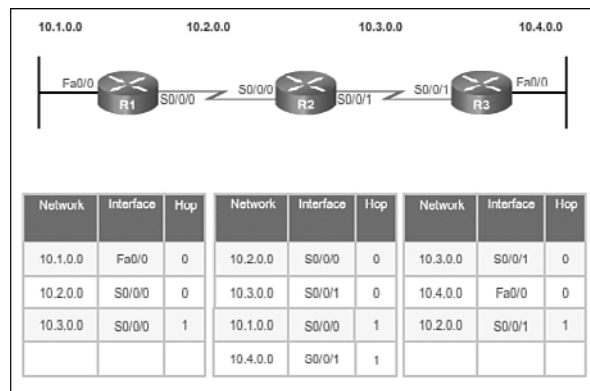 10.1.0.0 10.2.0.0 10.3.0.0 10.4.0.0
Fa0/0 S0/0/0 S0/0/0 S0/0/1 S0/0/1 Fa0/0
R1 R2 R3
Network Interface Hop Network Interface Hop Network Interface Hop
10.1.0.0 Fa0/0 0 10.2.0.0 S0/0/0 0 10.3.0.0 S0/0/1 0
10.2.0.0 S0/0/0 0 10.3.0.0 S0/0/1 0 10.4.0.0 Fa0/0 0
10.3.0.0 S0/0/0 1 10.1.0.0 S0/0/0 1 10.2.0.0 S0/0/1 1
10.4.0.0 S0/0/1 1